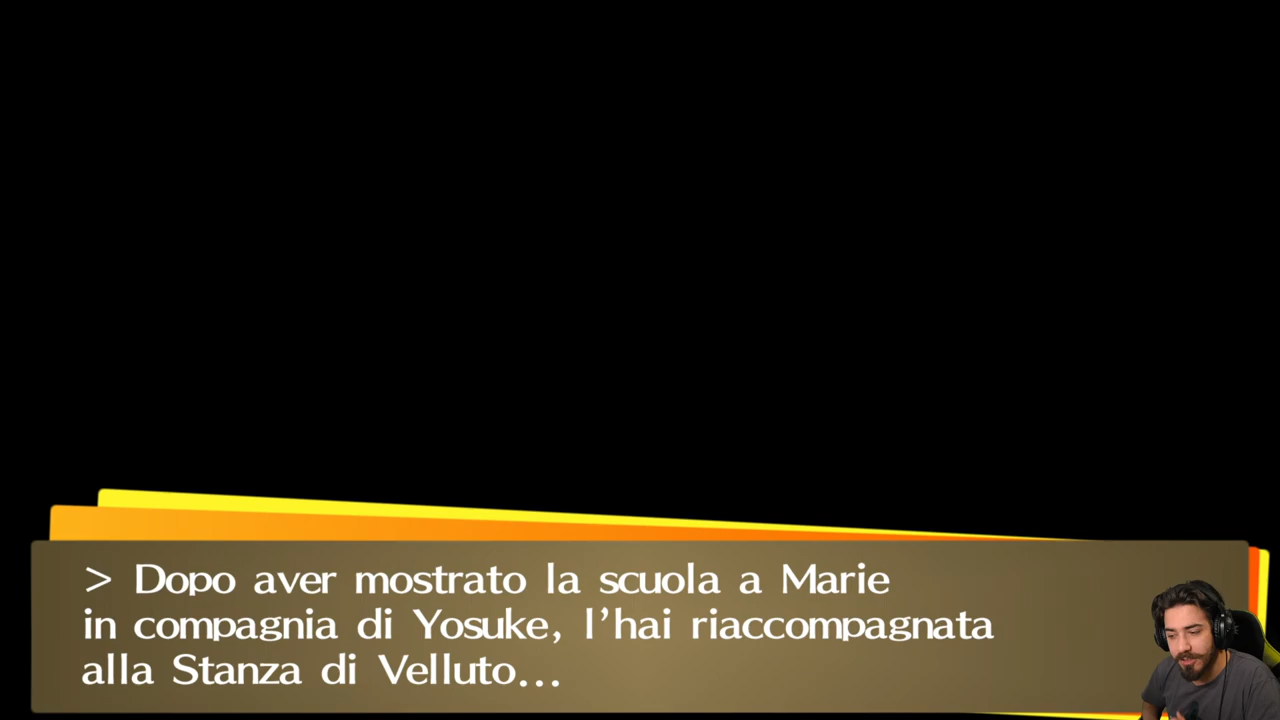 > Dopo aver mostrato la scuola a Marie
in compagnia di Yosuke, l’hai riaccompagnata
alla Stanza di Velluto...